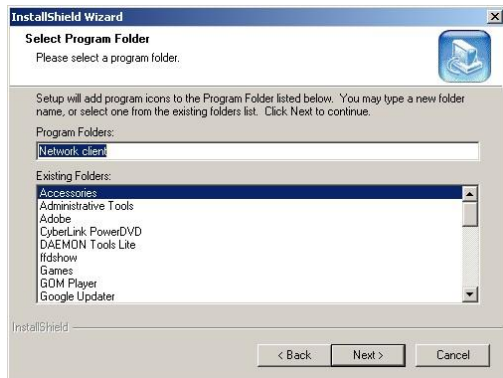 InstallShield Wizard
Select Program Folder
Please select a program folder.
Setup will add program icons to the Program Folder listed below. You may type a new folder
name, or select one from the existing folders list. Click Next to continue.
Program Folders:
Network client
Existing Folders:
Accessories
Administrative Tools
Adobe
CyberLink PowerDVD
DAEMON Tools Lite
ffdshow
Games
GOM Player
Google Updater
InstallShield
< Back Next > Cancel